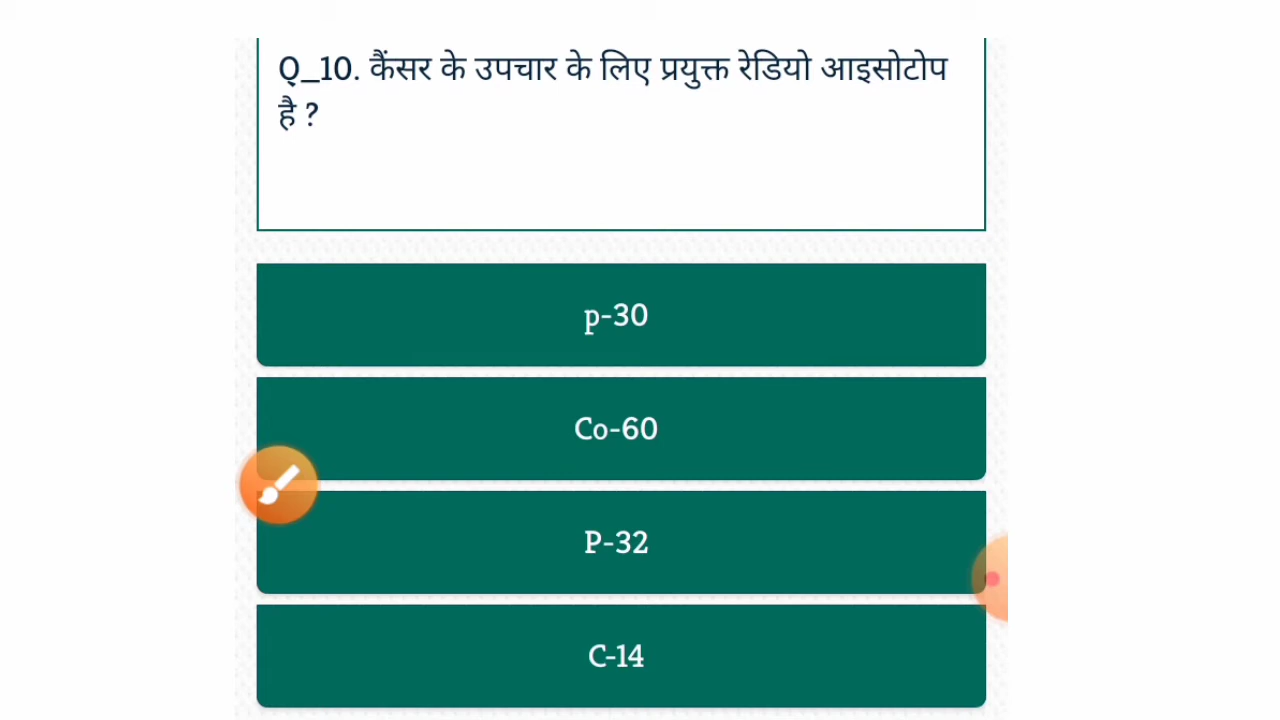 Q_10. कैंसर के उपचार के लिए प्रयुक्त रेडियो आइसोटोप
है ?
p-30
Co-60
P-32
C-14